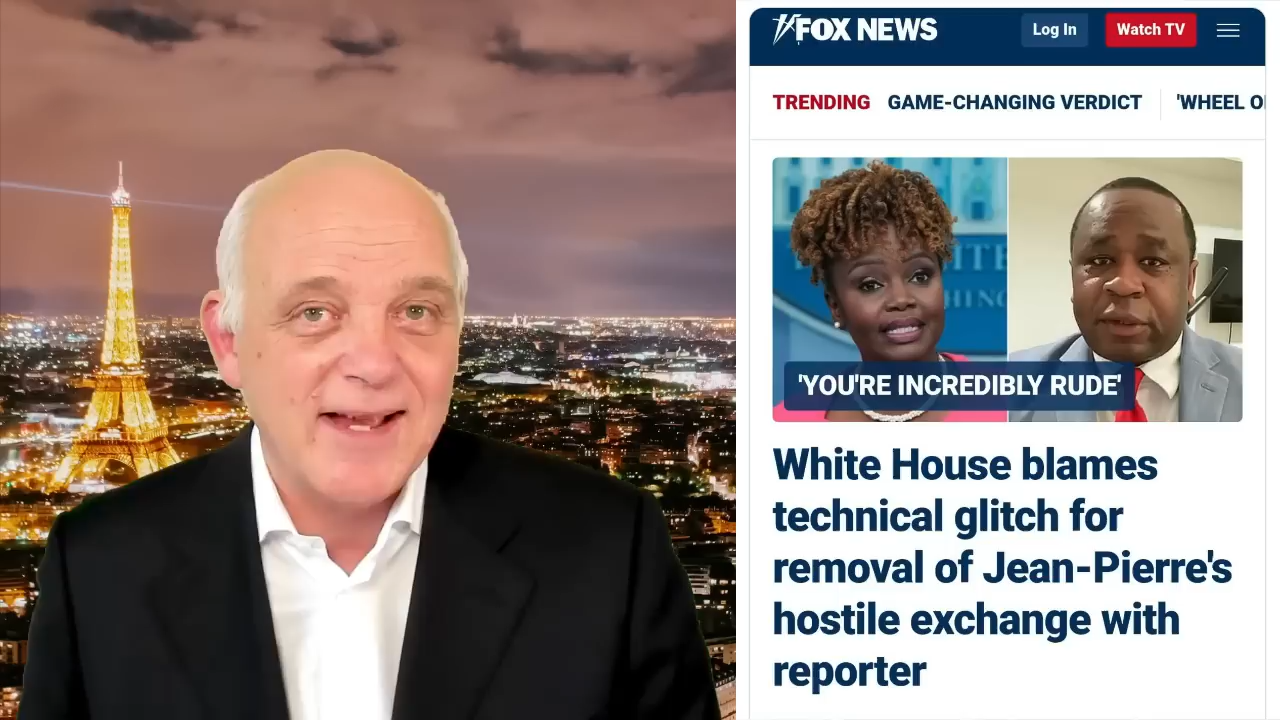 FOX NEWS
Log In
Watch TV
TRENDING
GAME-CHANGING VERDICT
'WHEEL O
'YOU'RE INCREDIBLY RUDE'
White House blames
technical glitch for
removal of Jean-Pierre's
hostile exchange with
reporter